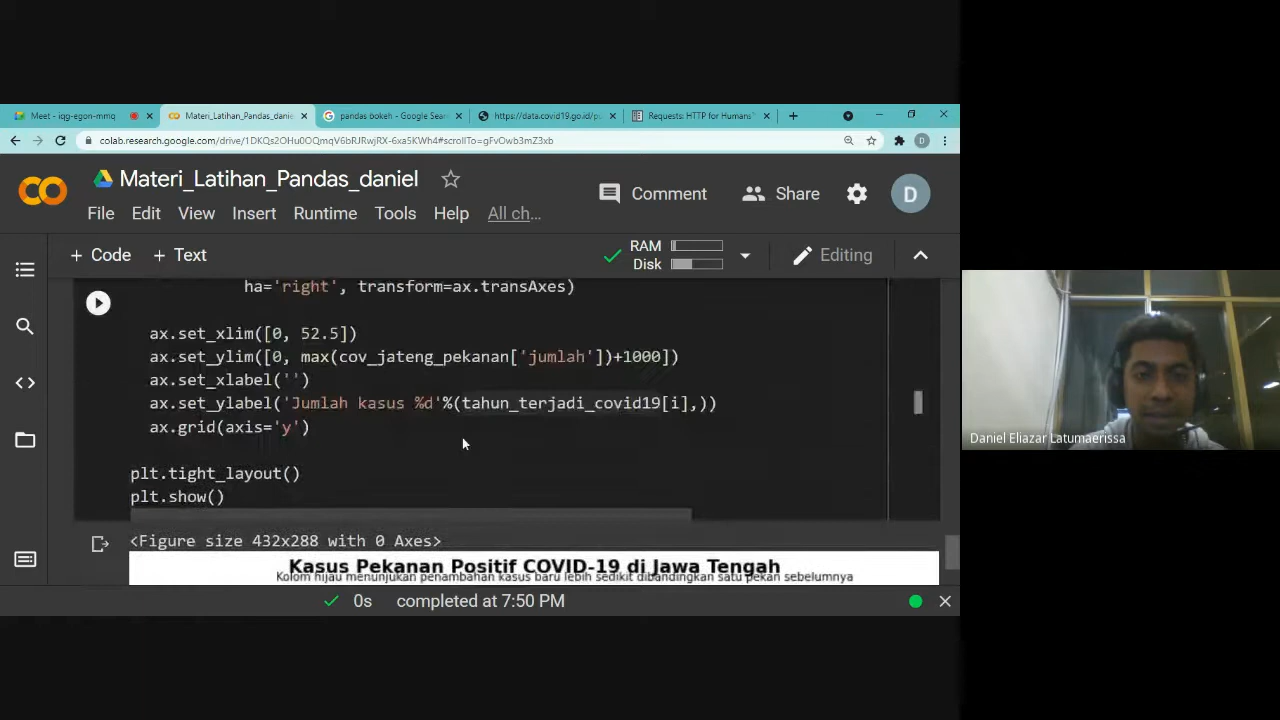 Meet - iqg-egon-mmq
Materi_Latihan_Pandas_danie
pandas bokeh - Google Sear
https://data.covid19.go.id/pu
Requests: HTTP for Humans™
colab.research.google.com/drive/1DKQs2OHu0OQmqV6bRJRwjRX-6xa5KWh4#scrollTo=gFvOwb3mZ3xb
D
CO Materi_Latihan_Pandas_daniel
Comment Share D
File Edit View Insert Runtime Tools Help All ch…
+ Code + Text
RAM
Disk
Editing
ha='right', transform=ax.transAxes)
ax.set_xlim([0, 52.5])
ax.set_ylim([0, max(cov_jateng_pekanan['jumlah'])+1000])
ax.set_xlabel('')
ax.set_ylabel('Jumlah kasus %d'%(tahun_terjadi_covid19[i],))
ax.grid(axis='y')
plt.tight_layout()
plt.show()
<Figure size 432x288 with 0 Axes>
Kasus Pekanan Positif COVID-19 di Jawa Tengah
Kolom hijau menunjukan penambahan kasus baru lebih sedikit dibandingkan satu pekan sebelumnya
0s completed at 7:50 PM
Daniel Eliazar Latumaerissa